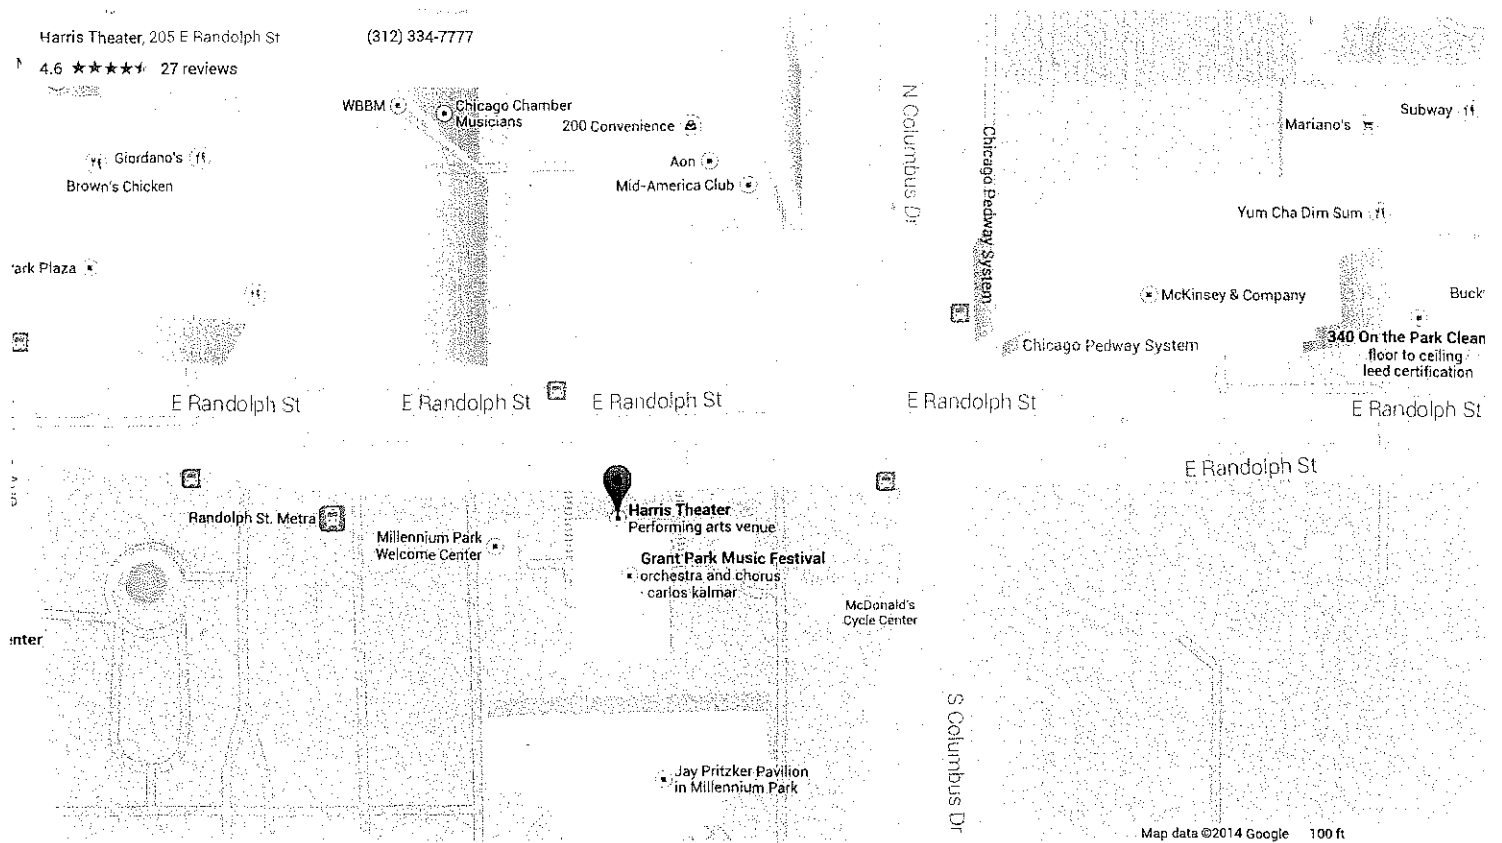 Harris Theater, 205 E Randolph St
(312) 334-7777
4.6 ★★★★★ 27 reviews
WBBM
Chicago Chamber
Musicians
200 Convenience
N Columbus Dr
Chicago Pedway System
Mariano's
Subway
Giordano's
Brown's Chicken
Aon
Mid-America Club
Yum Cha Dim Sum
ark Plaza
McKinsey & Company
Buck
Chicago Pedway System
340 On the Park Clean
floor to ceiling
leed certification
E Randolph St
E Randolph St
E Randolph St
E Randolph St
E Randolph St
E Randolph St
Randolph St. Metra
Millennium Park
Welcome Center
Harris Theater
Performing arts venue
Grant Park Music Festival
orchestra and chorus
carlos kalmar
McDonald's
Cycle Center
enter
S Columbus Dr
Jay Pritzker Pavilion
in Millennium Park
Map data ©2014 Google 100 ft